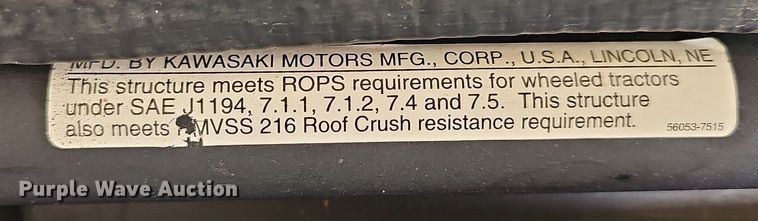 MFD. BY KAWASAKI MOTORS MFG., CORP., U.S.A., LINCOLN, NE
This structure meets ROPS requirements for wheeled tractors
under SAE J1194, 7.1.1, 7.1.2, 7.4 and 7.5. This structure
also meets MVSS 216 Roof Crush resistance requirement.
56053-7515
Purple Wave Auction